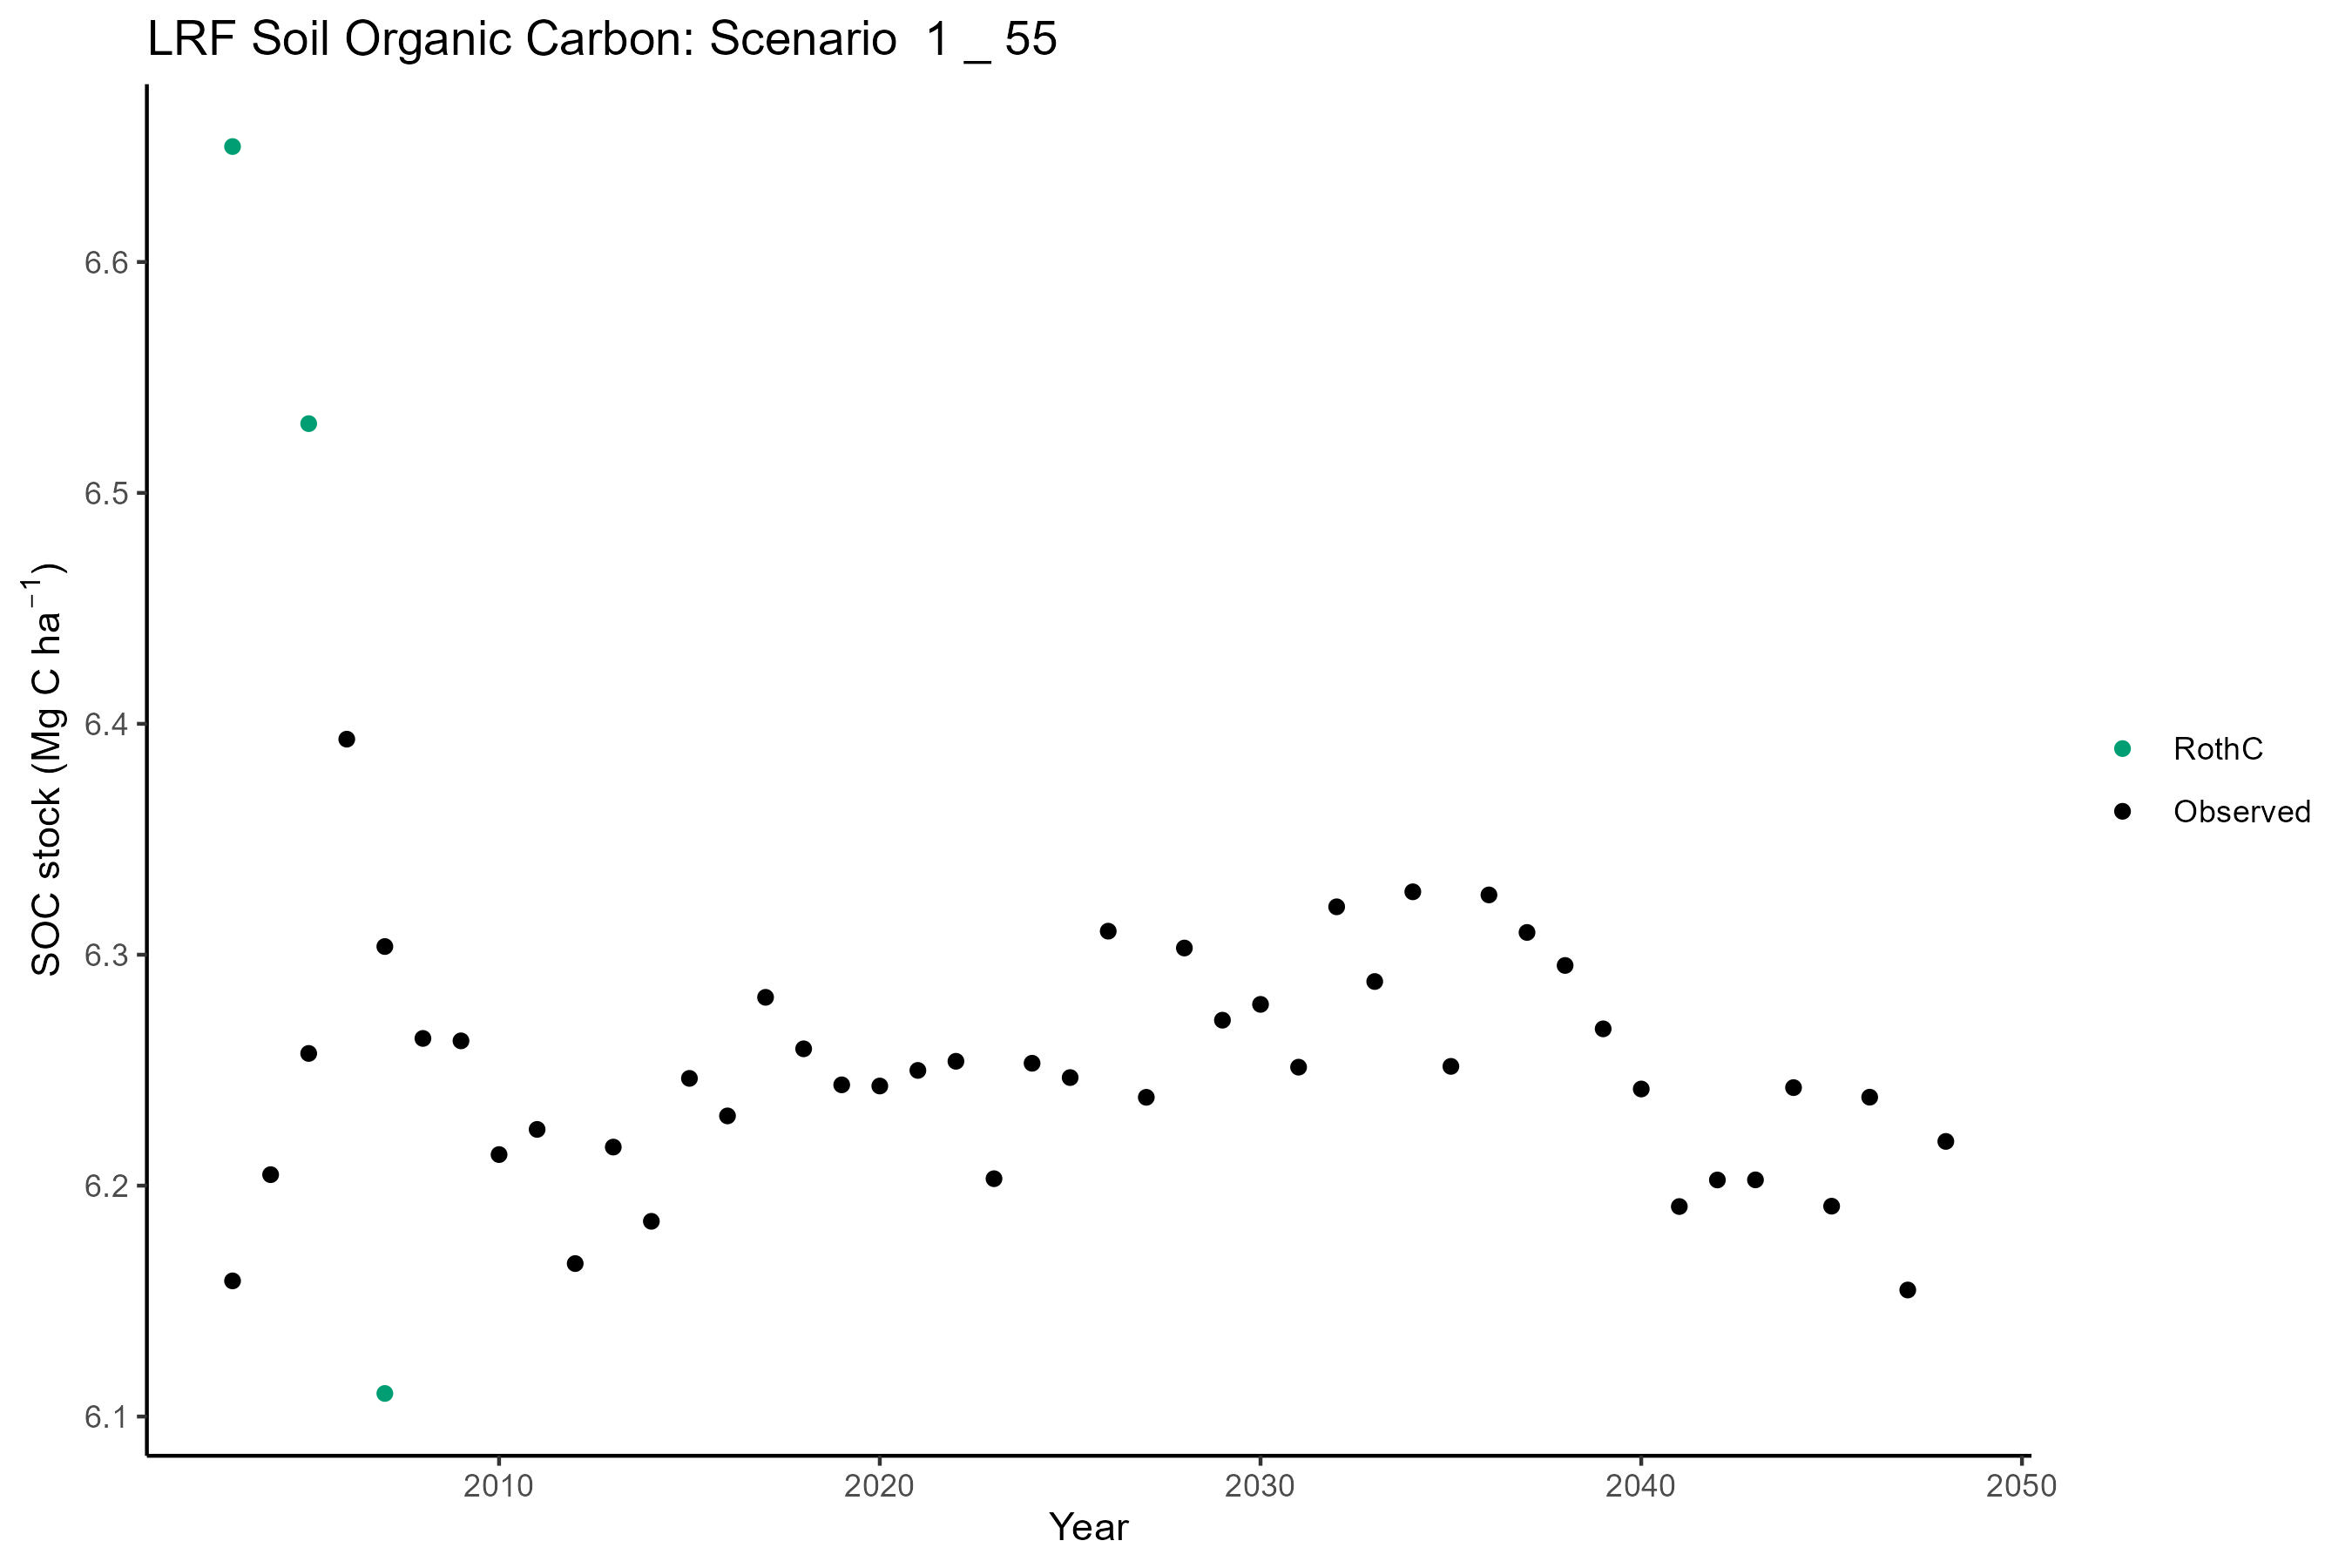 LRF Soil Organic Carbon: Scenario 1 _ 55
SOC stock (Mg C ha⁻¹)
6.6
6.5
6.4
6.3
6.2
6.1
2010 2020 2030 2040 2050
Year
RothC
Observed